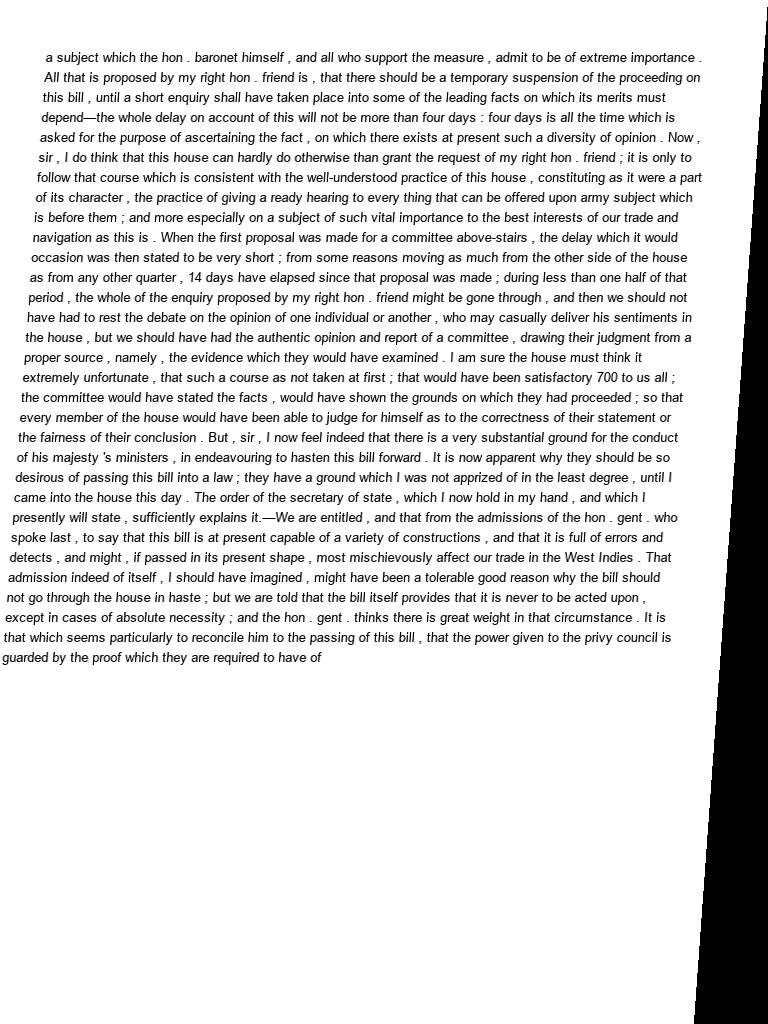 a subject which the hon . baronet himself , and all who support the measure , admit to be of extreme importance .
All that is proposed by my right hon . friend is , that there should be a temporary suspension of the proceeding on
this bill , until a short enquiry shall have taken place into some of the leading facts on which its merits must
depend—the whole delay on account of this will not be more than four days : four days is all the time which is
asked for the purpose of ascertaining the fact , on which there exists at present such a diversity of opinion . Now ,
sir , I do think that this house can hardly do otherwise than grant the request of my right hon . friend ; it is only to
follow that course which is consistent with the well-understood practice of this house , constituting as it were a part
of its character , the practice of giving a ready hearing to every thing that can be offered upon army subject which
is before them ; and more especially on a subject of such vital importance to the best interests of our trade and
navigation as this is . When the first proposal was made for a committee above-stairs , the delay which it would
occasion was then stated to be very short ; from some reasons moving as much from the other side of the house
as from any other quarter , 14 days have elapsed since that proposal was made ; during less than one half of that
period , the whole of the enquiry proposed by my right hon . friend might be gone through , and then we should not
have had to rest the debate on the opinion of one individual or another , who may casually deliver his sentiments in
the house , but we should have had the authentic opinion and report of a committee , drawing their judgment from a
proper source , namely , the evidence which they would have examined . I am sure the house must think it
extremely unfortunate , that such a course as not taken at first ; that would have been satisfactory 700 to us all ;
the committee would have stated the facts , would have shown the grounds on which they had proceeded ; so that
every member of the house would have been able to judge for himself as to the correctness of their statement or
the fairness of their conclusion . But , sir , I now feel indeed that there is a very substantial ground for the conduct
of his majesty 's ministers , in endeavouring to hasten this bill forward . It is now apparent why they should be so
desirous of passing this bill into a law ; they have a ground which I was not apprized of in the least degree , until I
came into the house this day . The order of the secretary of state , which I now hold in my hand , and which I
presently will state , sufficiently explains it.—We are entitled , and that from the admissions of the hon . gent . who
spoke last , to say that this bill is at present capable of a variety of constructions , and that it is full of errors and
detects , and might , if passed in its present shape , most mischievously affect our trade in the West Indies . That
admission indeed of itself , I should have imagined , might have been a tolerable good reason why the bill should
not go through the house in haste ; but we are told that the bill itself provides that it is never to be acted upon ,
except in cases of absolute necessity ; and the hon . gent . thinks there is great weight in that circumstance . It is
that which seems particularly to reconcile him to the passing of this bill , that the power given to the privy council is
guarded by the proof which they are required to have of